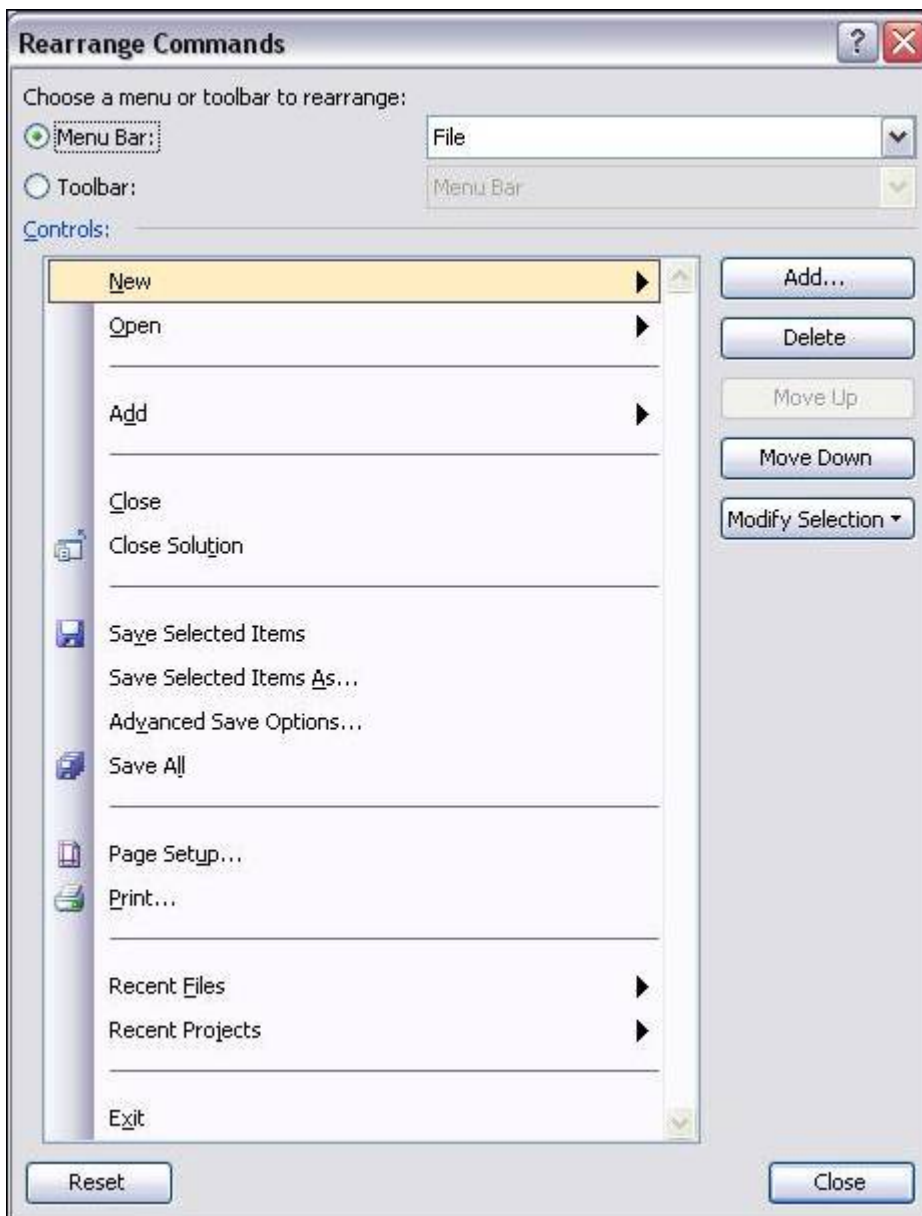 Rearrange Commands
Choose a menu or toolbar to rearrange:
Menu Bar: File
Toolbar: Menu Bar
Controls:
New Add...
Open Delete
Add Move Up
Move Down
Close Modify Selection
Close Solution
Save Selected Items
Save Selected Items As...
Advanced Save Options...
Save All
Page Setup...
Print...
Recent Files
Recent Projects
Exit
Reset Close